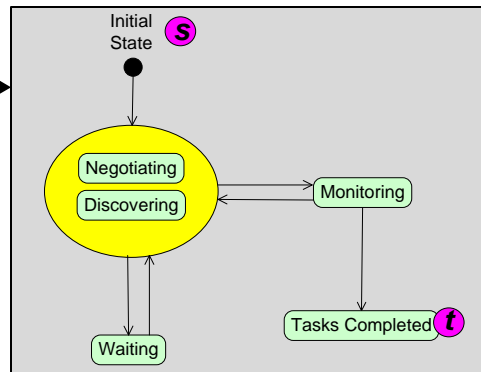 Initial
State
s
Negotiating
Discovering
Monitoring
Tasks Completed
t
Waiting